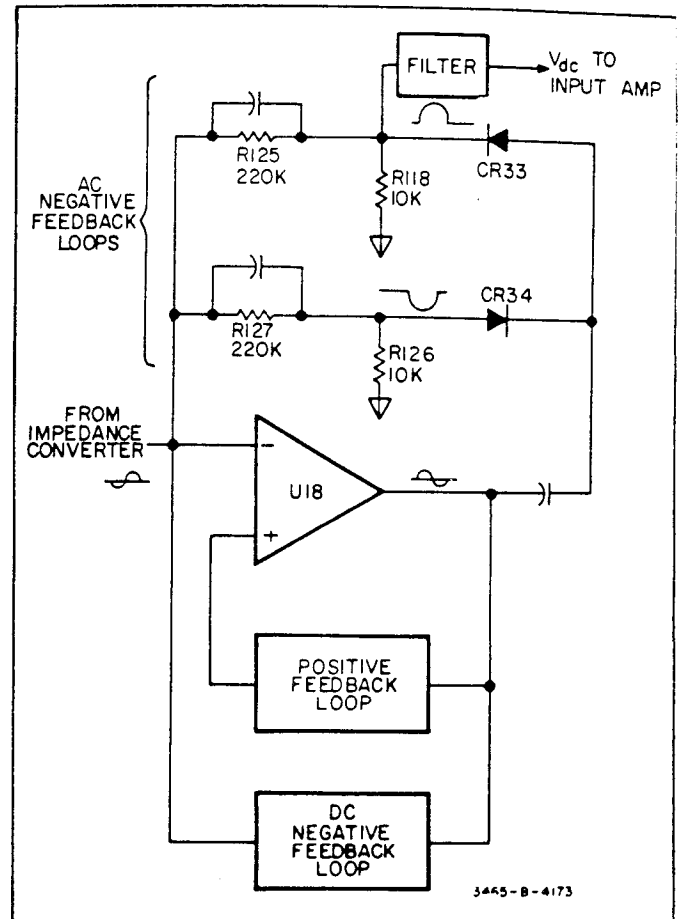 FILTER
Vdc TO
INPUT AMP
R125
220K
R118
10K
CR33
AC
NEGATIVE
FEEDBACK
LOOPS
R127
220K
CR34
R126
10K
FROM
IMPEDANCE
CONVERTER
−
U18
+
POSITIVE
FEEDBACK
LOOP
DC
NEGATIVE
FEEDBACK
LOOP
3465-B-4173